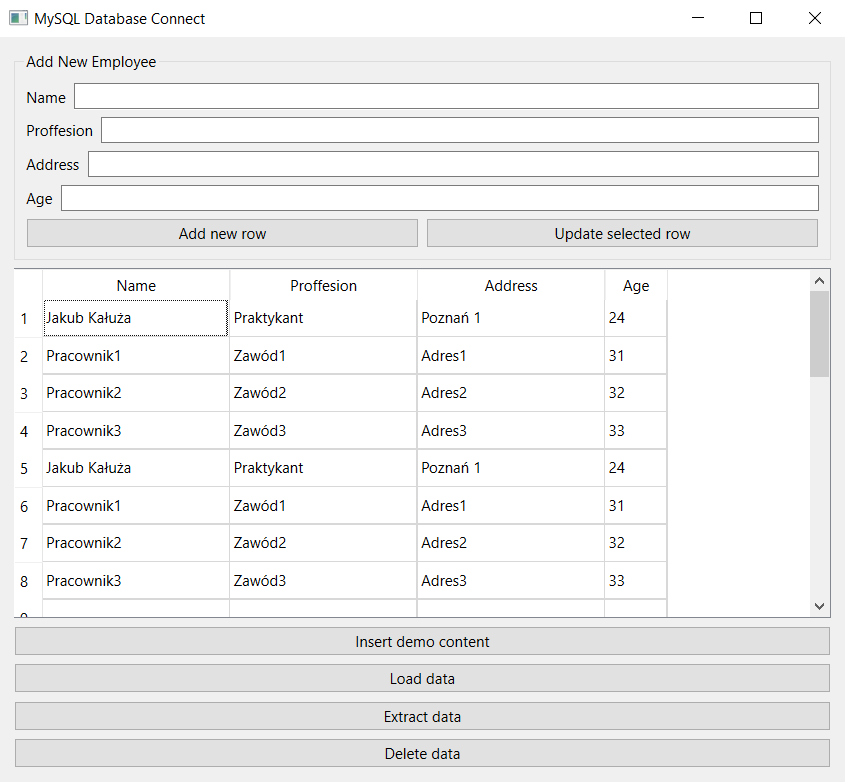 MySQL Database Connect
Add New Employee
Name
Proffesion
Address
Age
Add new row Update selected row
Name Proffesion Address Age
1 Jakub Kałuża Praktykant Poznań 1 24
2 Pracownik1 Zawód1 Adres1 31
3 Pracownik2 Zawód2 Adres2 32
4 Pracownik3 Zawód3 Adres3 33
5 Jakub Kałuża Praktykant Poznań 1 24
6 Pracownik1 Zawód1 Adres1 31
7 Pracownik2 Zawód2 Adres2 32
8 Pracownik3 Zawód3 Adres3 33
Insert demo content
Load data
Extract data
Delete data